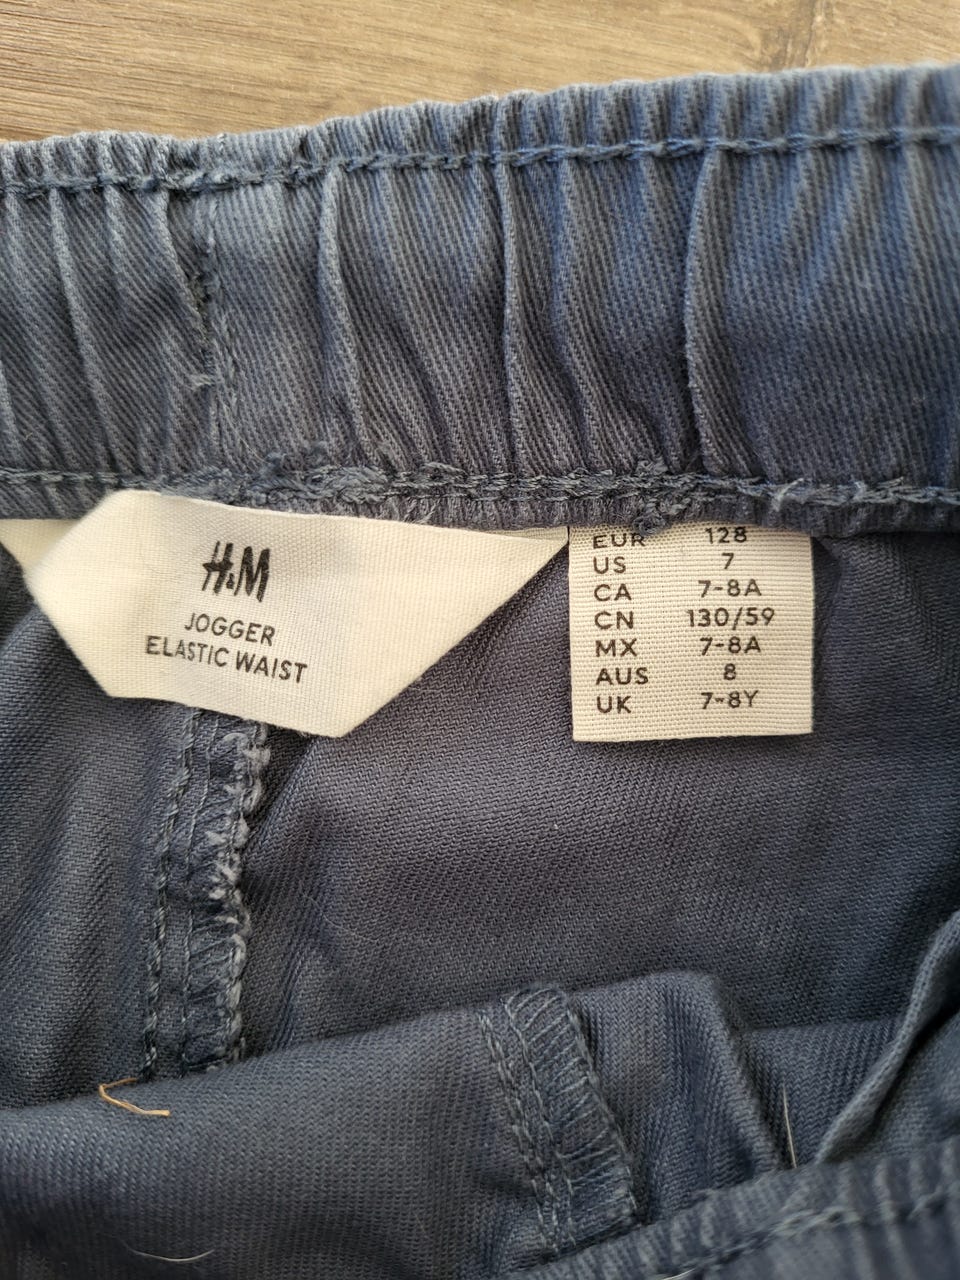 H&M
JOGGER
ELASTIC WAIST
EUR 128
US 7
CA 7-8A
CN 130/59
MX 7-8A
AUS 8
UK 7-8Y